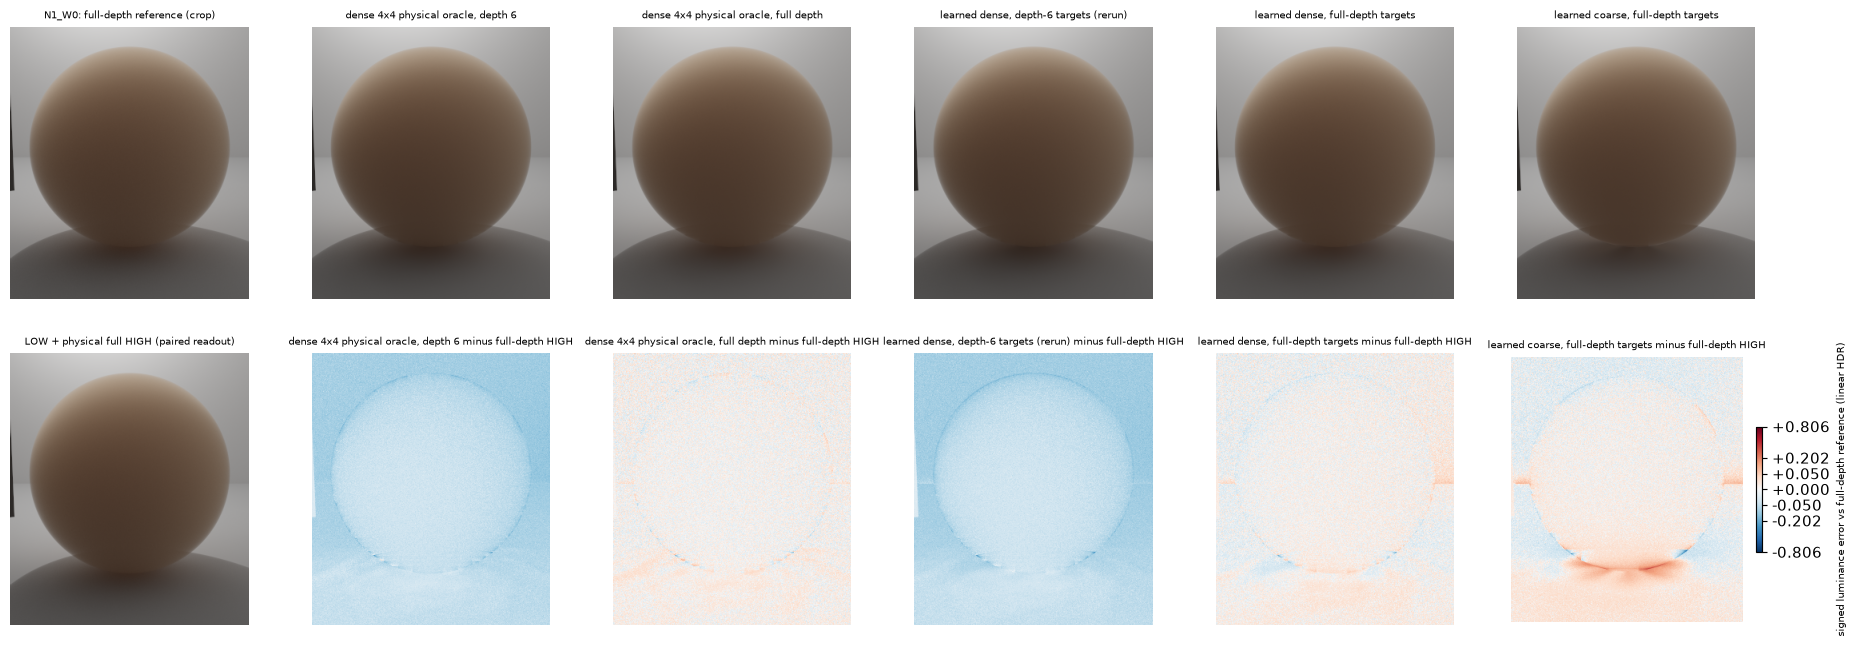 N1_W0: full-depth reference (crop)
dense 4x4 physical oracle, depth 6
dense 4x4 physical oracle, full depth
learned dense, depth-6 targets (rerun)
learned dense, full-depth targets
learned coarse, full-depth targets
LOW + physical full HIGH (paired readout)
dense 4x4 physical oracle, depth 6 minus full-depth HIGH
dense 4x4 physical oracle, full depth minus full-depth HIGH
learned dense, depth-6 targets (rerun) minus full-depth HIGH
learned dense, full-depth targets minus full-depth HIGH
learned coarse, full-depth targets minus full-depth HIGH
+0.806
+0.202
+0.050
+0.000
-0.050
-0.202
-0.806
signed luminance error vs full-depth reference (linear HDR)